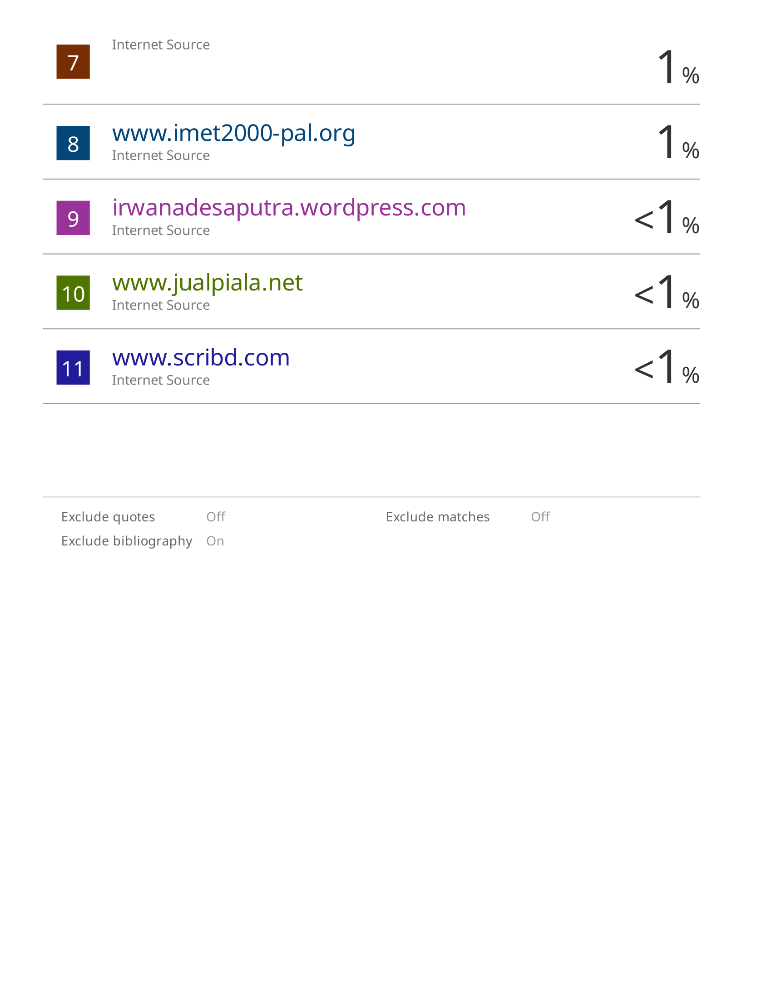 7
Internet Source
1%
8
www.imet2000-pal.org
Internet Source
1%
9
irwanadesaputra.wordpress.com
Internet Source
<1%
10
www.jualpiala.net
Internet Source
<1%
11
www.scribd.com
Internet Source
<1%
Exclude quotes Off Exclude matches Off
Exclude bibliography On